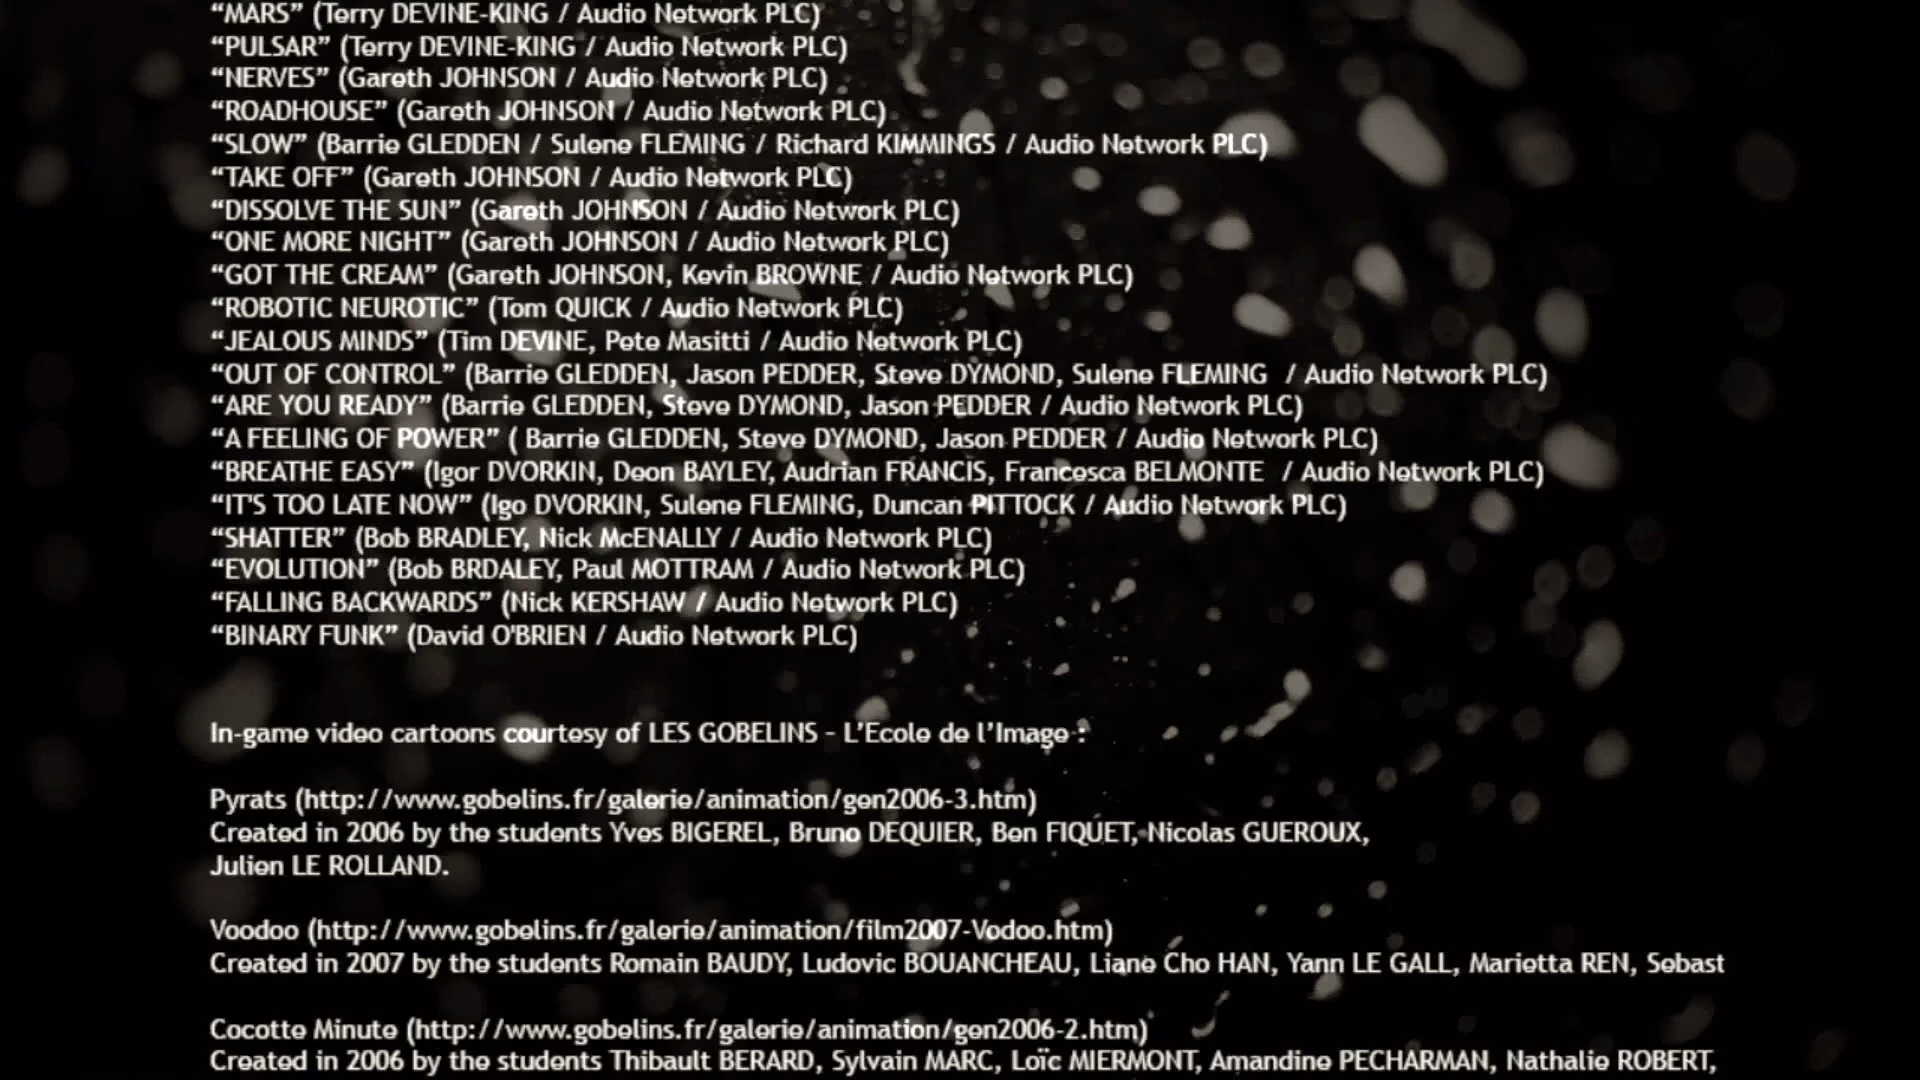 “MARS” (Terry DEVINE-KING / Audio Network PLC)
“PULSAR” (Terry DEVINE-KING / Audio Network PLC)
“NERVES” (Gareth JOHNSON / Audio Network PLC)
“ROADHOUSE” (Gareth JOHNSON / Audio Network PLC)
“SLOW” (Barrie GLEDDEN / Sulene FLEMING / Richard KIMMINGS / Audio Network PLC)
“TAKE OFF” (Gareth JOHNSON / Audio Network PLC)
“DISSOLVE THE SUN” (Gareth JOHNSON / Audio Network PLC)
“ONE MORE NIGHT” (Gareth JOHNSON / Audio Network PLC)
“GOT THE CREAM” (Gareth JOHNSON, Kevin BROWNE / Audio Network PLC)
“ROBOTIC NEUROTIC” (Tom QUICK / Audio Network PLC)
“JEALOUS MINDS” (Tim DEVINE, Pete Masitti / Audio Network PLC)
“OUT OF CONTROL” (Barrie GLEDDEN, Jason PEDDER, Steve DYMOND, Sulene FLEMING  / Audio Network PLC)
“ARE YOU READY” (Barrie GLEDDEN, Steve DYMOND, Jason PEDDER / Audio Network PLC)
“A FEELING OF POWER” ( Barrie GLEDDEN, Steve DYMOND, Jason PEDDER / Audio Network PLC)
“BREATHE EASY” (Igor DVORKIN, Deon BAYLEY, Audrian FRANCIS, Francesca BELMONTE  / Audio Network PLC)
“IT'S TOO LATE NOW” (Igo DVORKIN, Sulene FLEMING, Duncan PITTOCK / Audio Network PLC)
“SHATTER” (Bob BRADLEY, Nick McENALLY / Audio Network PLC)
“EVOLUTION” (Bob BRDALEY, Paul MOTTRAM / Audio Network PLC)
“FALLING BACKWARDS” (Nick KERSHAW / Audio Network PLC)
“BINARY FUNK” (David O'BRIEN / Audio Network PLC)
In-game video cartoons courtesy of LES GOBELINS – L’Ecole de l’Image :
Pyrats (http://www.gobelins.fr/galerie/animation/gen2006-3.htm)
Created in 2006 by the students Yves BIGEREL, Bruno DEQUIER, Ben FIQUET, Nicolas GUEROUX,
Julien LE ROLLAND.
Voodoo (http://www.gobelins.fr/galerie/animation/film2007-Vodoo.htm)
Created in 2007 by the students Romain BAUDY, Ludovic BOUANCHEAU, Liane Cho HAN, Yann LE GALL, Marietta REN, Sebast
Cocotte Minute (http://www.gobelins.fr/galerie/animation/gen2006-2.htm)
Created in 2006 by the students Thibault BERARD, Sylvain MARC, Loïc MIERMONT, Amandine PECHARMAN, Nathalie ROBERT,